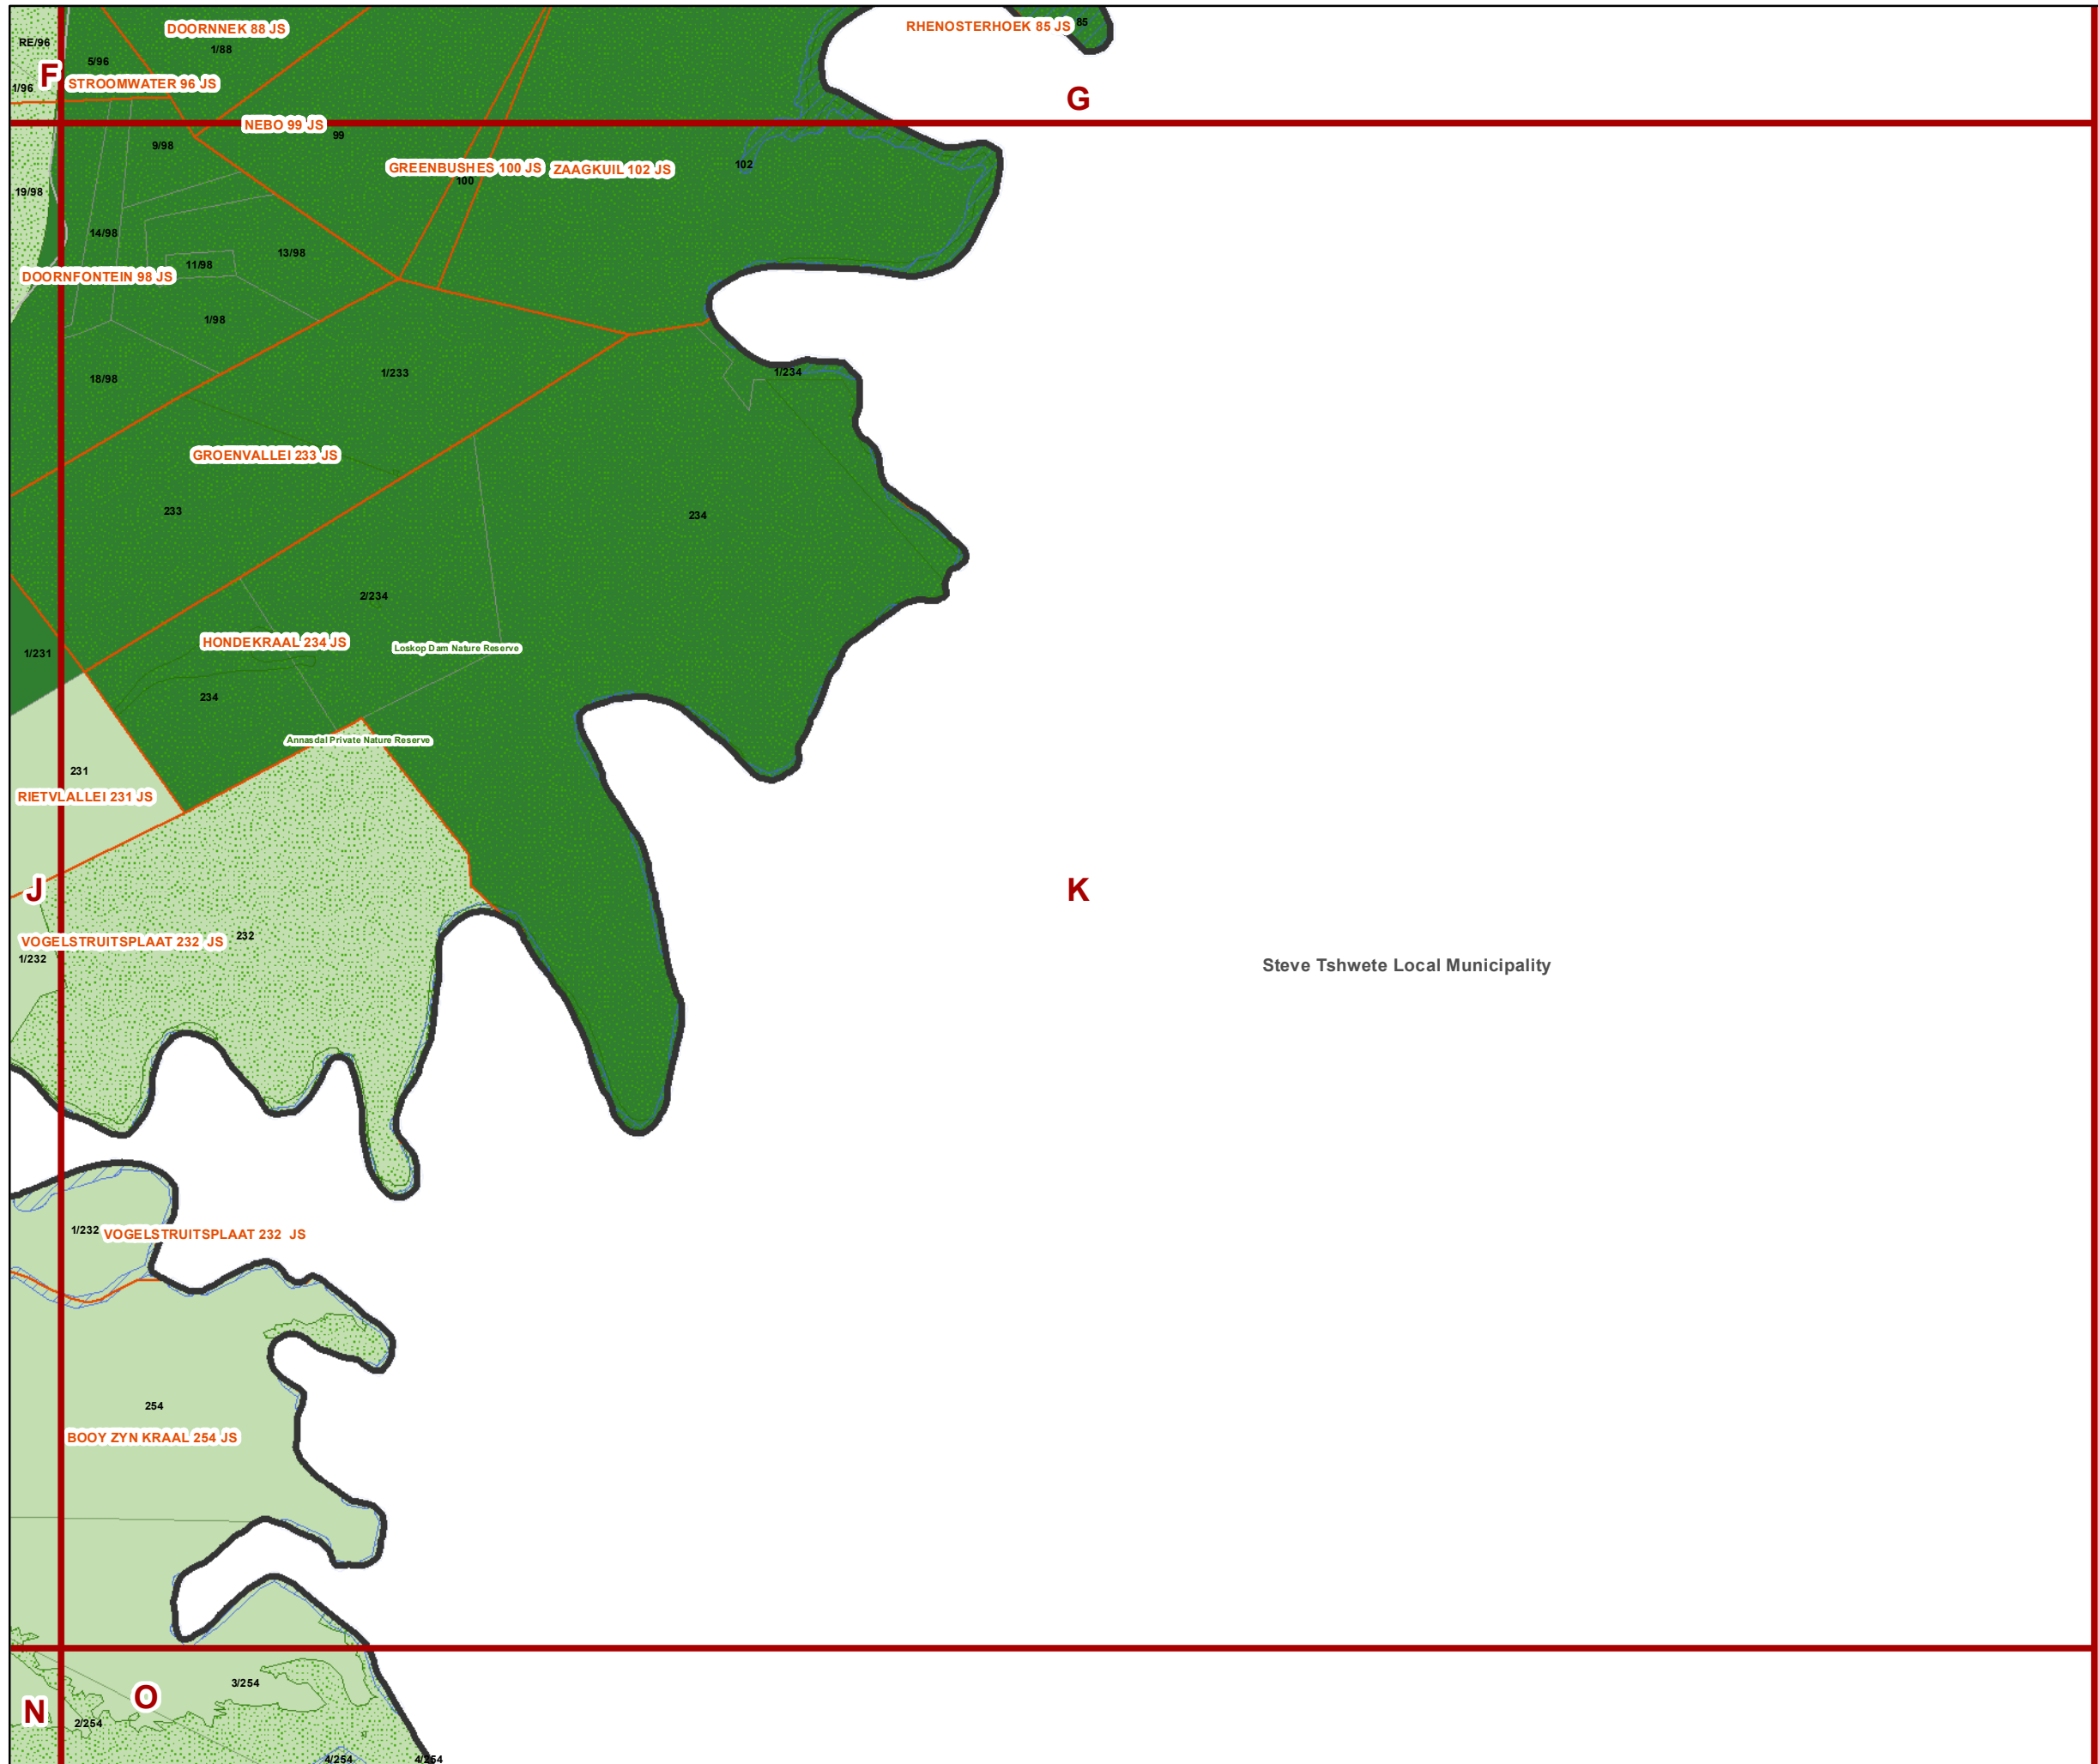 RHENOSTERHOEK 85 JS
85
DOORNNEK 88 JS
1/88
RE/96
5/96
F
STROOMWATER 96 JS
1/96
G
NEBO 99 JS
99
9/98
GREENBUSHES 100 JS
100
ZAAGKUIL 102 JS
102
19/98
14/98
13/98
11/98
DOORNFONTEIN 98 JS
1/98
18/98
1/233
1/234
GROENVALLEI 233 JS
233
234
2/234
HONDEKRAAL 234 JS
Loskop Dam Nature Reserve
1/231
234
Annasdal Private Nature Reserve
231
RIETVLALLEI 231 JS
J
K
VOGELSTRUITSPLAAT 232 JS
232
1/232
Steve Tshwete Local Municipality
1/232
VOGELSTRUITSPLAAT 232 JS
254
BOOY ZYN KRAAL 254 JS
3/254
O
N
2/254
4/254
4/254